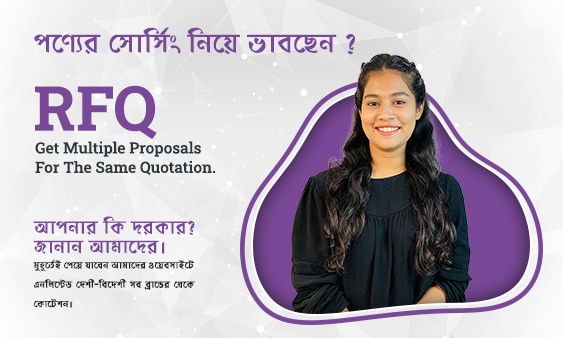 পণ্যের সোর্সিং নিয়ে ভাবছেন ?
RFQ
Get Multiple Proposals
For The Same Quotation.
আপনার কি দরকার?
জানান আমাদের।
মুহূর্তেই পেয়ে যাবেন আমাদের ওয়েবসাইটে
এনলিস্টেড দেশী-বিদেশী সব ব্রান্ডের থেকে
কোটেশন।